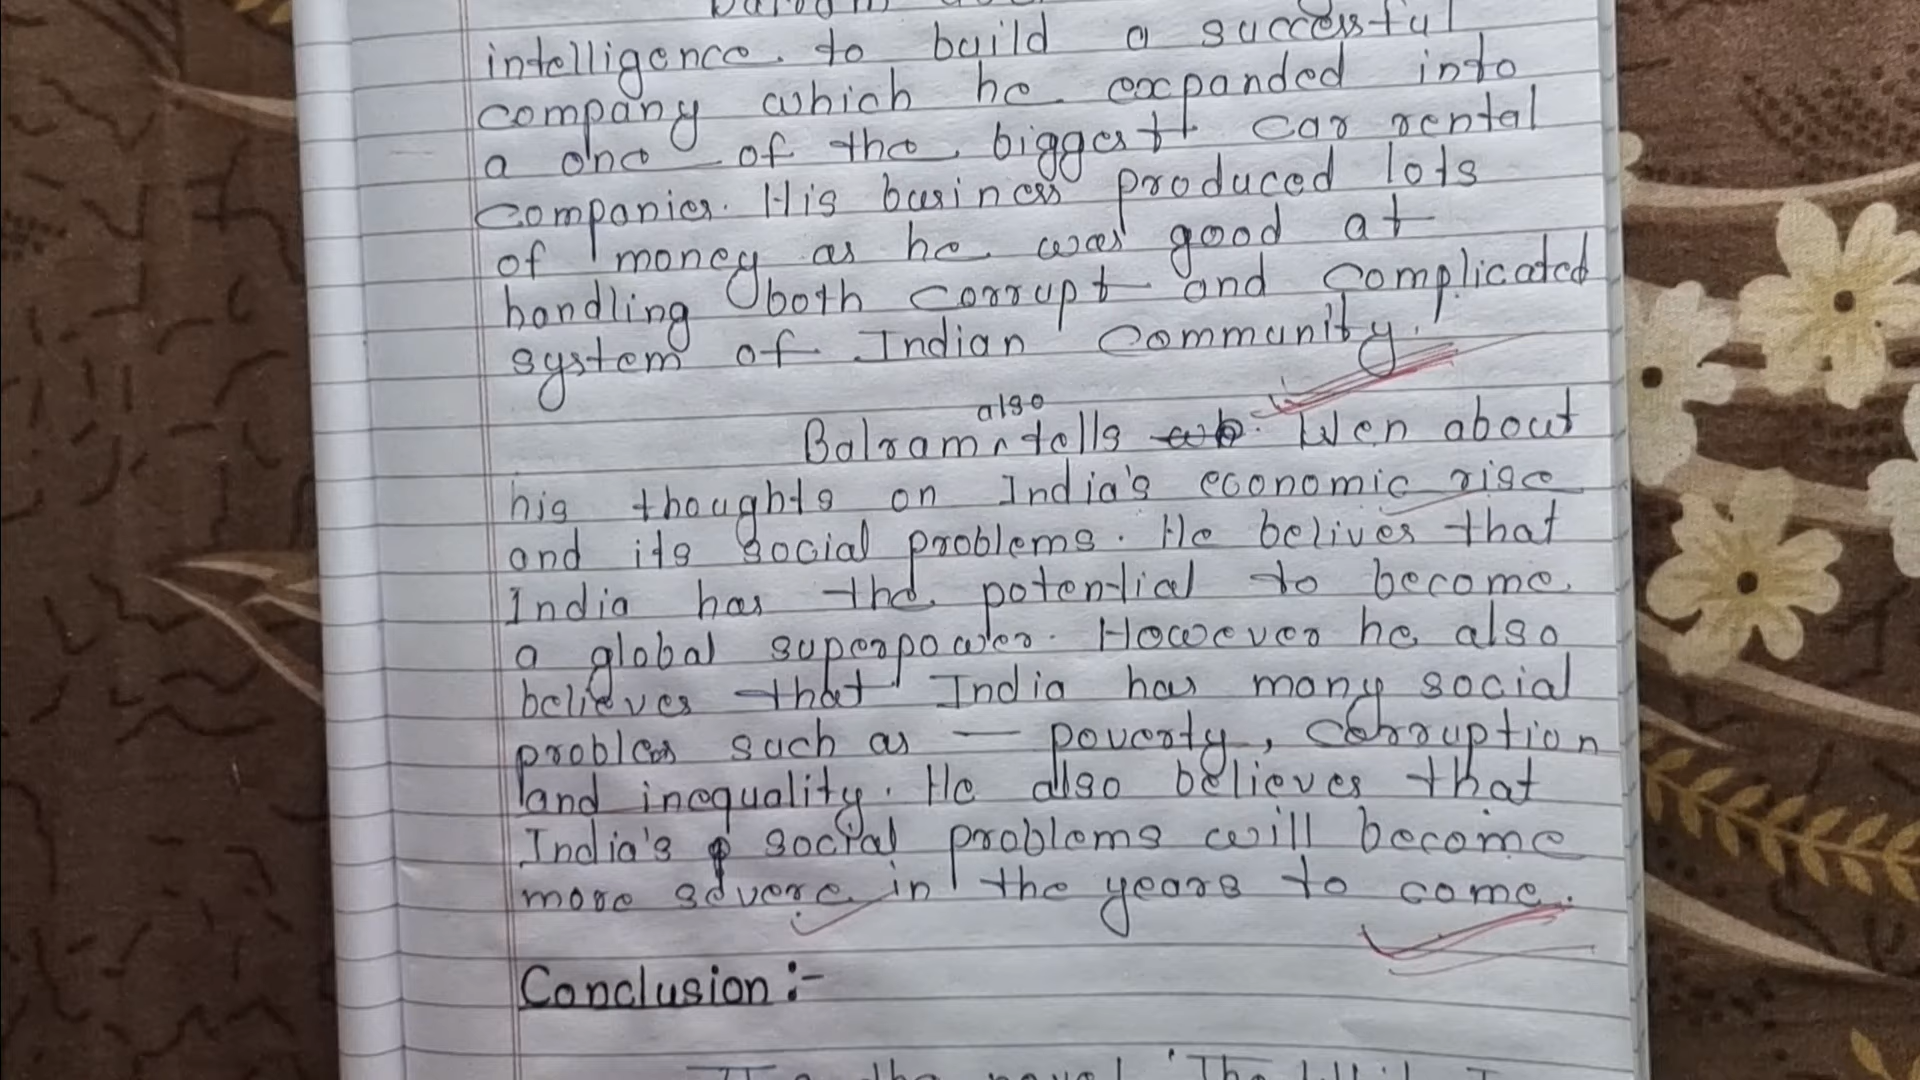 intelligence to build a successful
company which he expanded into
a one of the biggest car rental
companies. His business produced lots
of money as he was good at
handling both corrupt and complicated
system of Indian community.
also
Balram tells Wen about
his thoughts on India's economic rise
and its social problems. He belives that
India has the potential to become
a global superpower. However he also
believes that India has many social
problems such as — poverty, corruption
and inequality. He also believes that
India's social problems will become
more severe in the years to come.
Conclusion :-
In the novel 'The